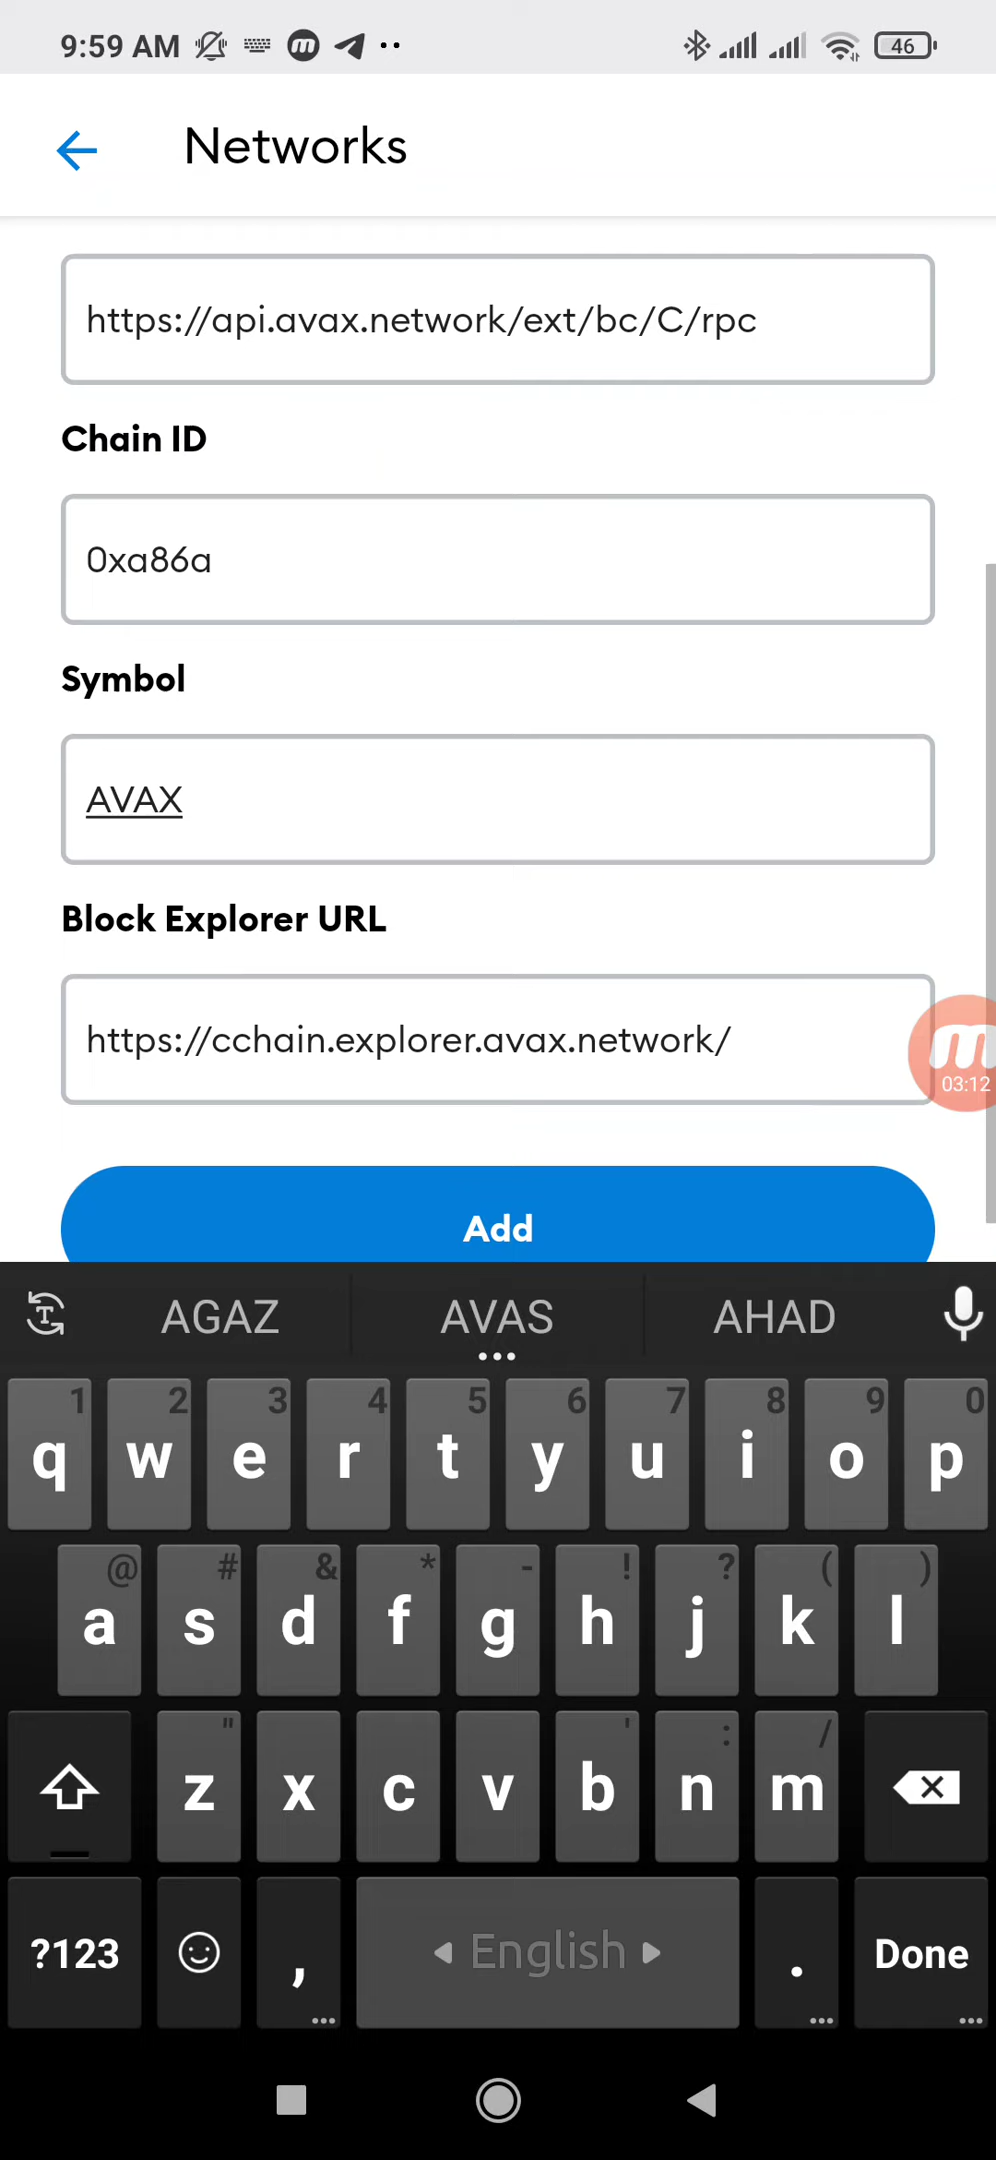 9:59 AM
46
Networks
https://api.avax.network/ext/bc/C/rpc
Chain ID
0xa86a
Symbol
AVAX
Block Explorer URL
https://cchain.explorer.avax.network/
m
03:12
Add
T AGAZ AVAS AHAD
1 2 3 4 5 6 7 8 9 0
q w e r t y u i o p
@ # & * - ! ? ( )
a s d f g h j k l
" ' : /
z x c v b n m
?123 , English . Done